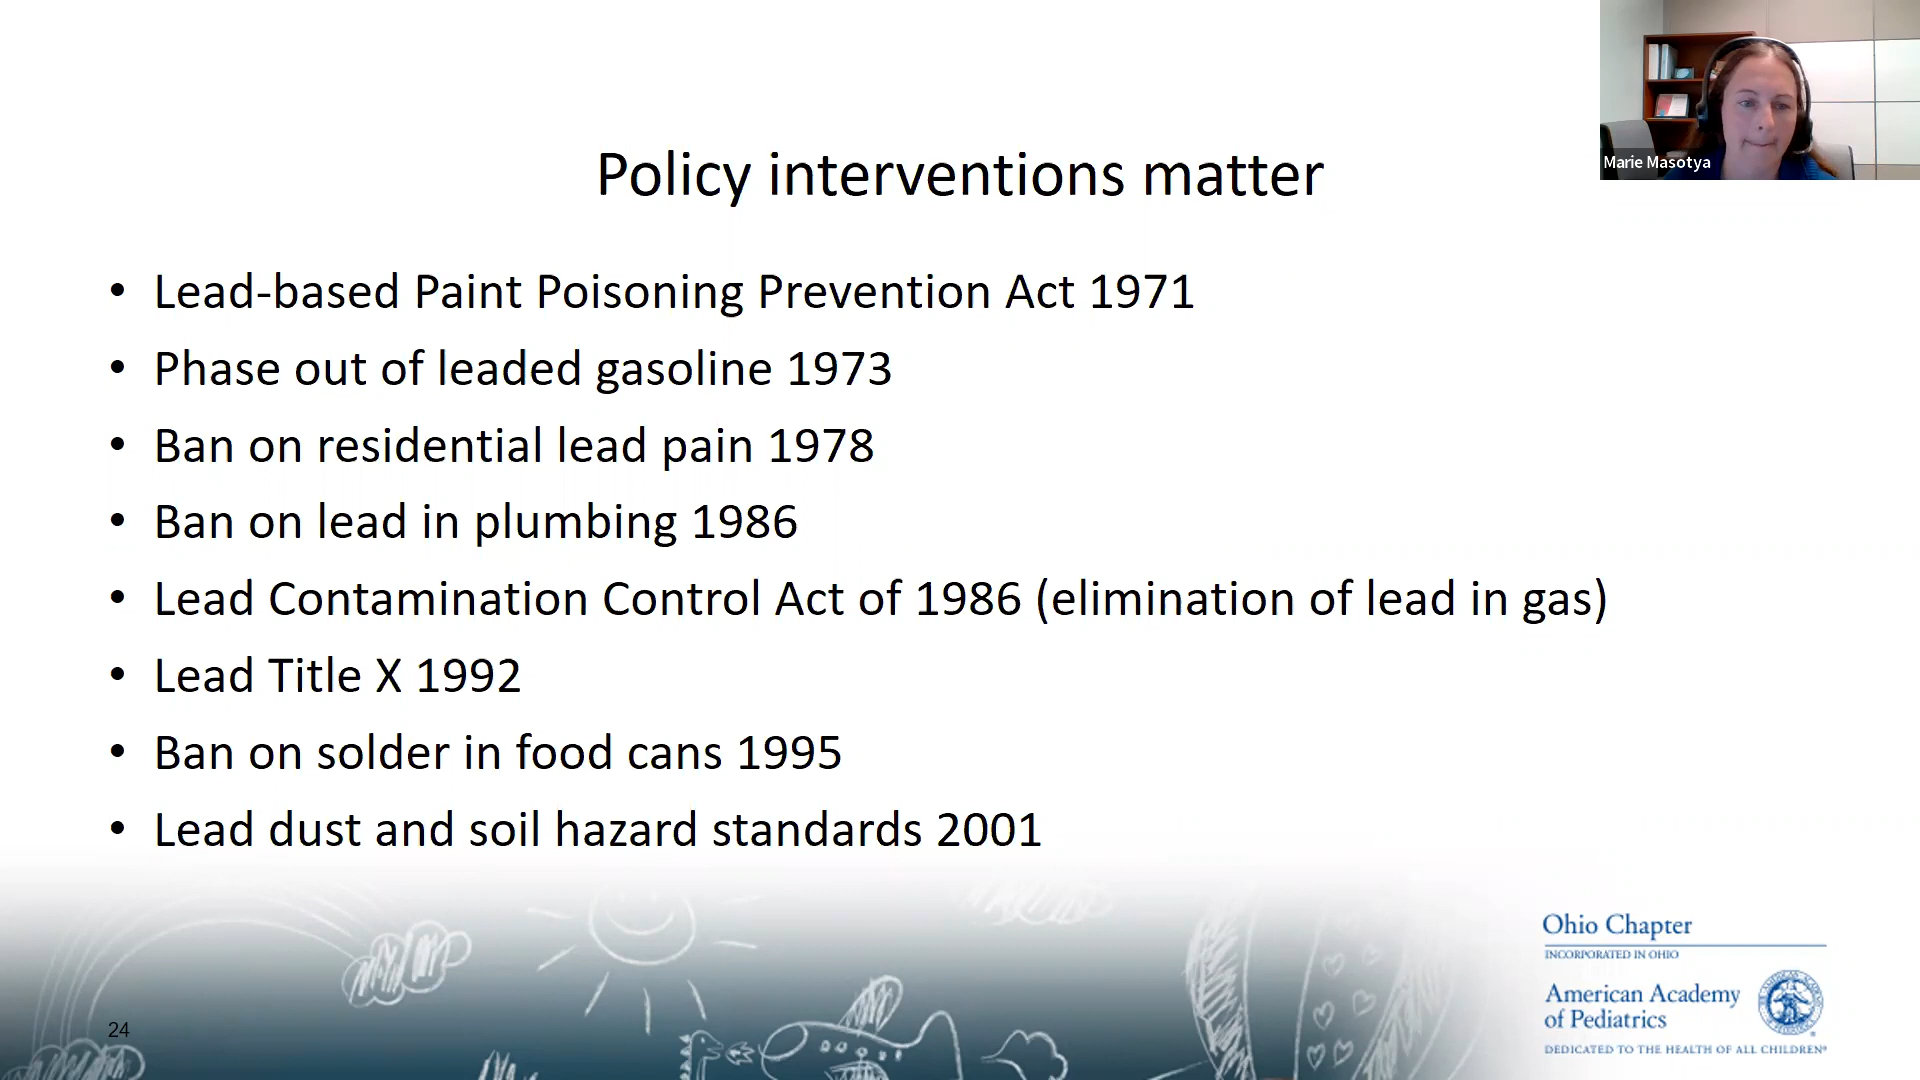 Marie Masotya
Policy interventions matter
• Lead-based Paint Poisoning Prevention Act 1971
• Phase out of leaded gasoline 1973
• Ban on residential lead pain 1978
• Ban on lead in plumbing 1986
• Lead Contamination Control Act of 1986 (elimination of lead in gas)
• Lead Title X 1992
• Ban on solder in food cans 1995
• Lead dust and soil hazard standards 2001
24
Ohio Chapter
INCORPORATED IN OHIO
American Academy
of Pediatrics
DEDICATED TO THE HEALTH OF ALL CHILDREN®